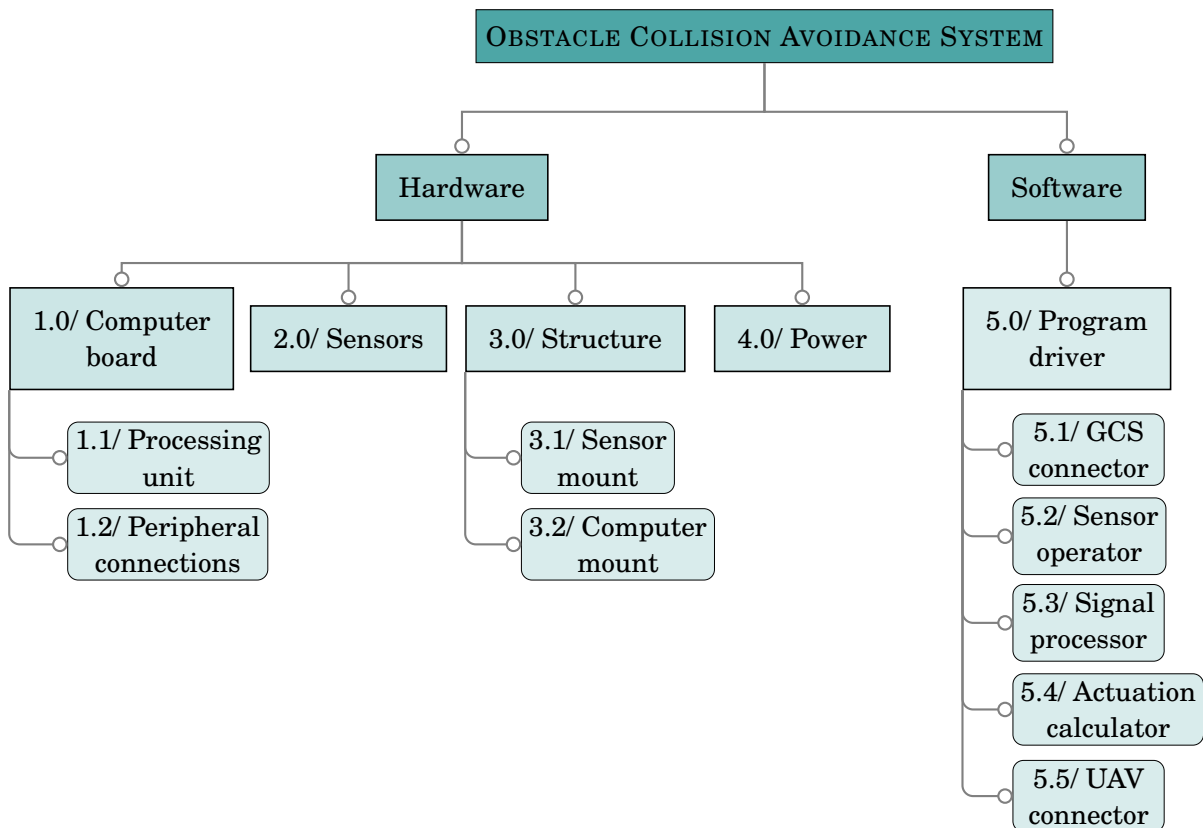 OBSTACLE COLLISION AVOIDANCE SYSTEM
Hardware
Software
1.0/ Computer
board
2.0/ Sensors
3.0/ Structure
4.0/ Power
5.0/ Program
driver
1.1/ Processing
unit
1.2/ Peripheral
connections
3.1/ Sensor
mount
3.2/ Computer
mount
5.1/ GCS
connector
5.2/ Sensor
operator
5.3/ Signal
processor
5.4/ Actuation
calculator
5.5/ UAV
connector